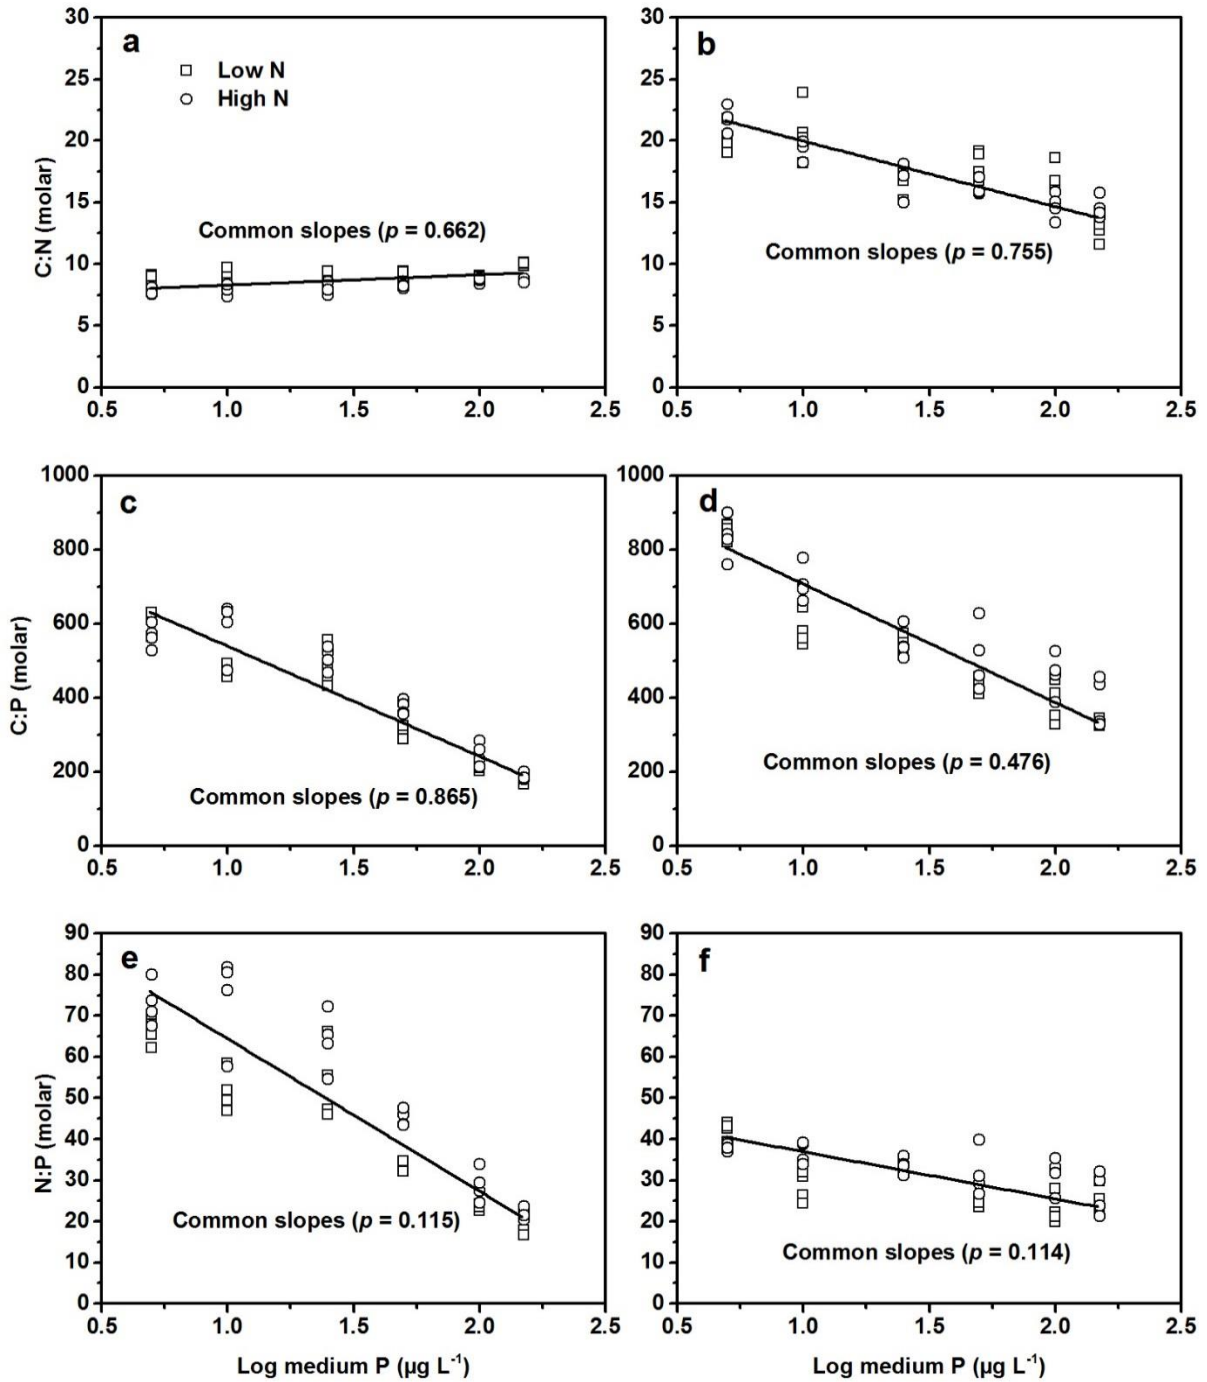 a
Low N
High N
C:N (molar)
30
25
20
15
10
5
0
Common slopes (p = 0.662)
0.5 1.0 1.5 2.0 2.5
b
30
25
20
15
10
5
0
Common slopes (p = 0.755)
0.5 1.0 1.5 2.0 2.5
c
C:P (molar)
1000
800
600
400
200
0
Common slopes (p = 0.865)
0.5 1.0 1.5 2.0 2.5
d
1000
800
600
400
200
0
Common slopes (p = 0.476)
0.5 1.0 1.5 2.0 2.5
e
N:P (molar)
90
80
70
60
50
40
30
20
10
0
Common slopes (p = 0.115)
0.5 1.0 1.5 2.0 2.5
Log medium P (µg L⁻¹)
f
90
80
70
60
50
40
30
20
10
0
Common slopes (p = 0.114)
0.5 1.0 1.5 2.0 2.5
Log medium P (µg L⁻¹)